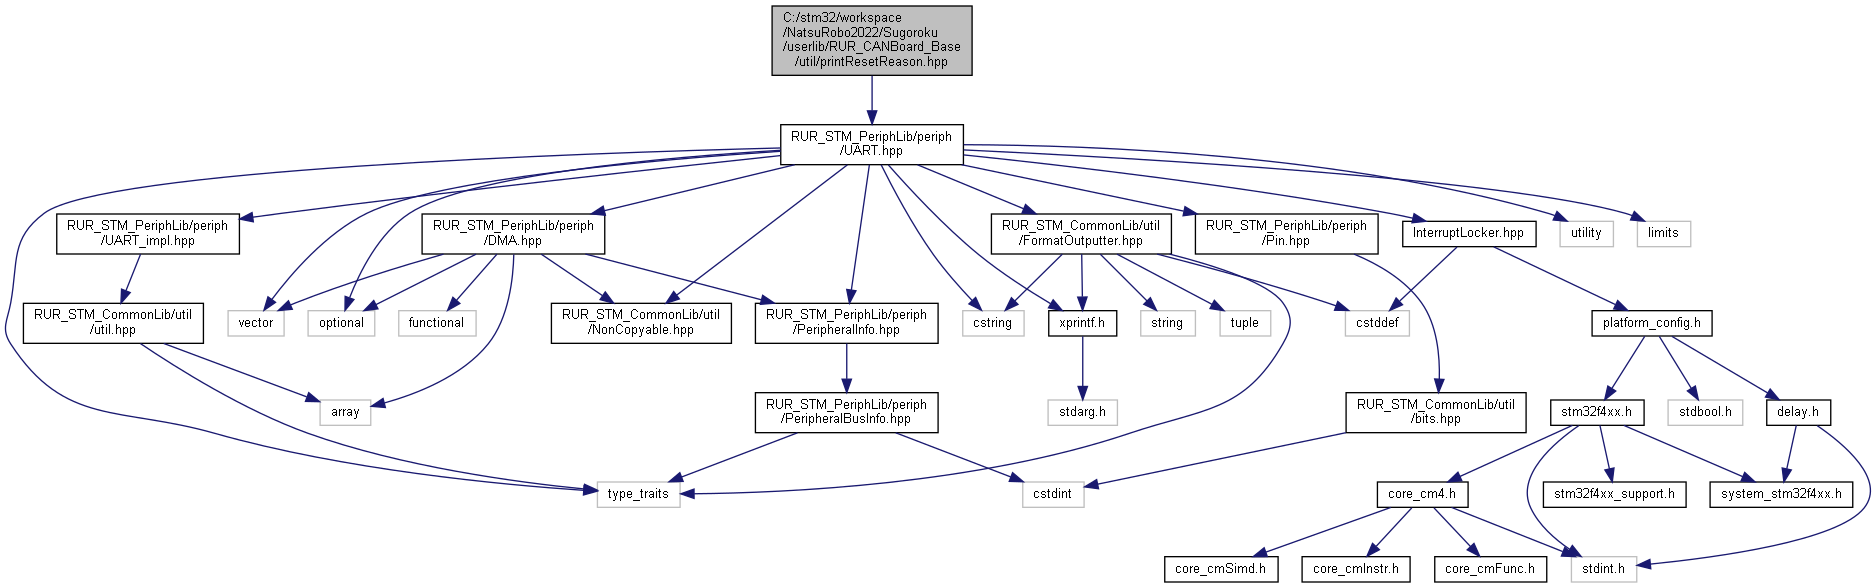 C:/stm32/workspace
/NatsuRobo2022/Sugoroku
/userlib/RUR_CANBoard_Base
/util/printResetReason.hpp
RUR_STM_PeriphLib/periph
/UART.hpp
RUR_STM_PeriphLib/periph
/UART_impl.hpp
RUR_STM_PeriphLib/periph
/DMA.hpp
RUR_STM_CommonLib/util
/FormatOutputter.hpp
RUR_STM_PeriphLib/periph
/Pin.hpp
InterruptLocker.hpp
utility
limits
RUR_STM_CommonLib/util
/util.hpp
vector
optional
functional
RUR_STM_CommonLib/util
/NonCopyable.hpp
RUR_STM_PeriphLib/periph
/PeripheralInfo.hpp
cstring
xprintf.h
string
tuple
cstddef
platform_config.h
array
RUR_STM_PeriphLib/periph
/PeripheralBusInfo.hpp
stdarg.h
RUR_STM_CommonLib/util
/bits.hpp
stm32f4xx.h
stdbool.h
delay.h
type_traits
cstdint
core_cm4.h
stm32f4xx_support.h
system_stm32f4xx.h
core_cmSimd.h
core_cmInstr.h
core_cmFunc.h
stdint.h